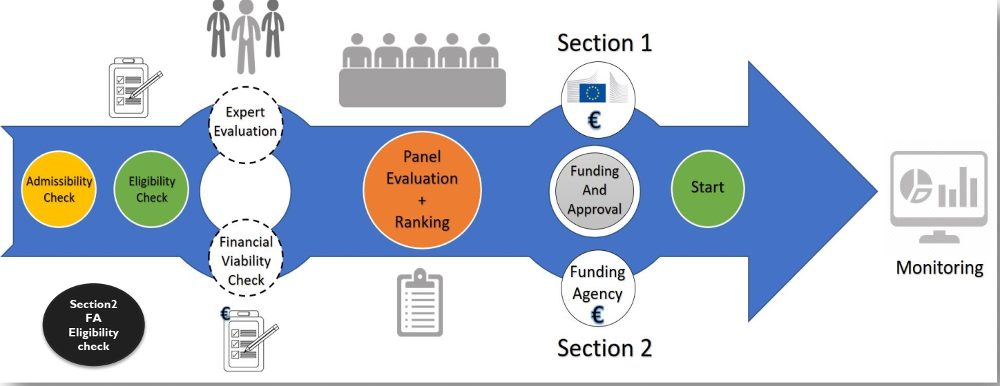 Admissibility
Check
Eligibility
Check
Section2
FA
Eligibility
check
Expert
Evaluation
Financial
Viability
Check
€
Panel
Evaluation
+
Ranking
Section 1
€
Funding
And
Approval
Funding
Agency
€
Section 2
Start
Monitoring